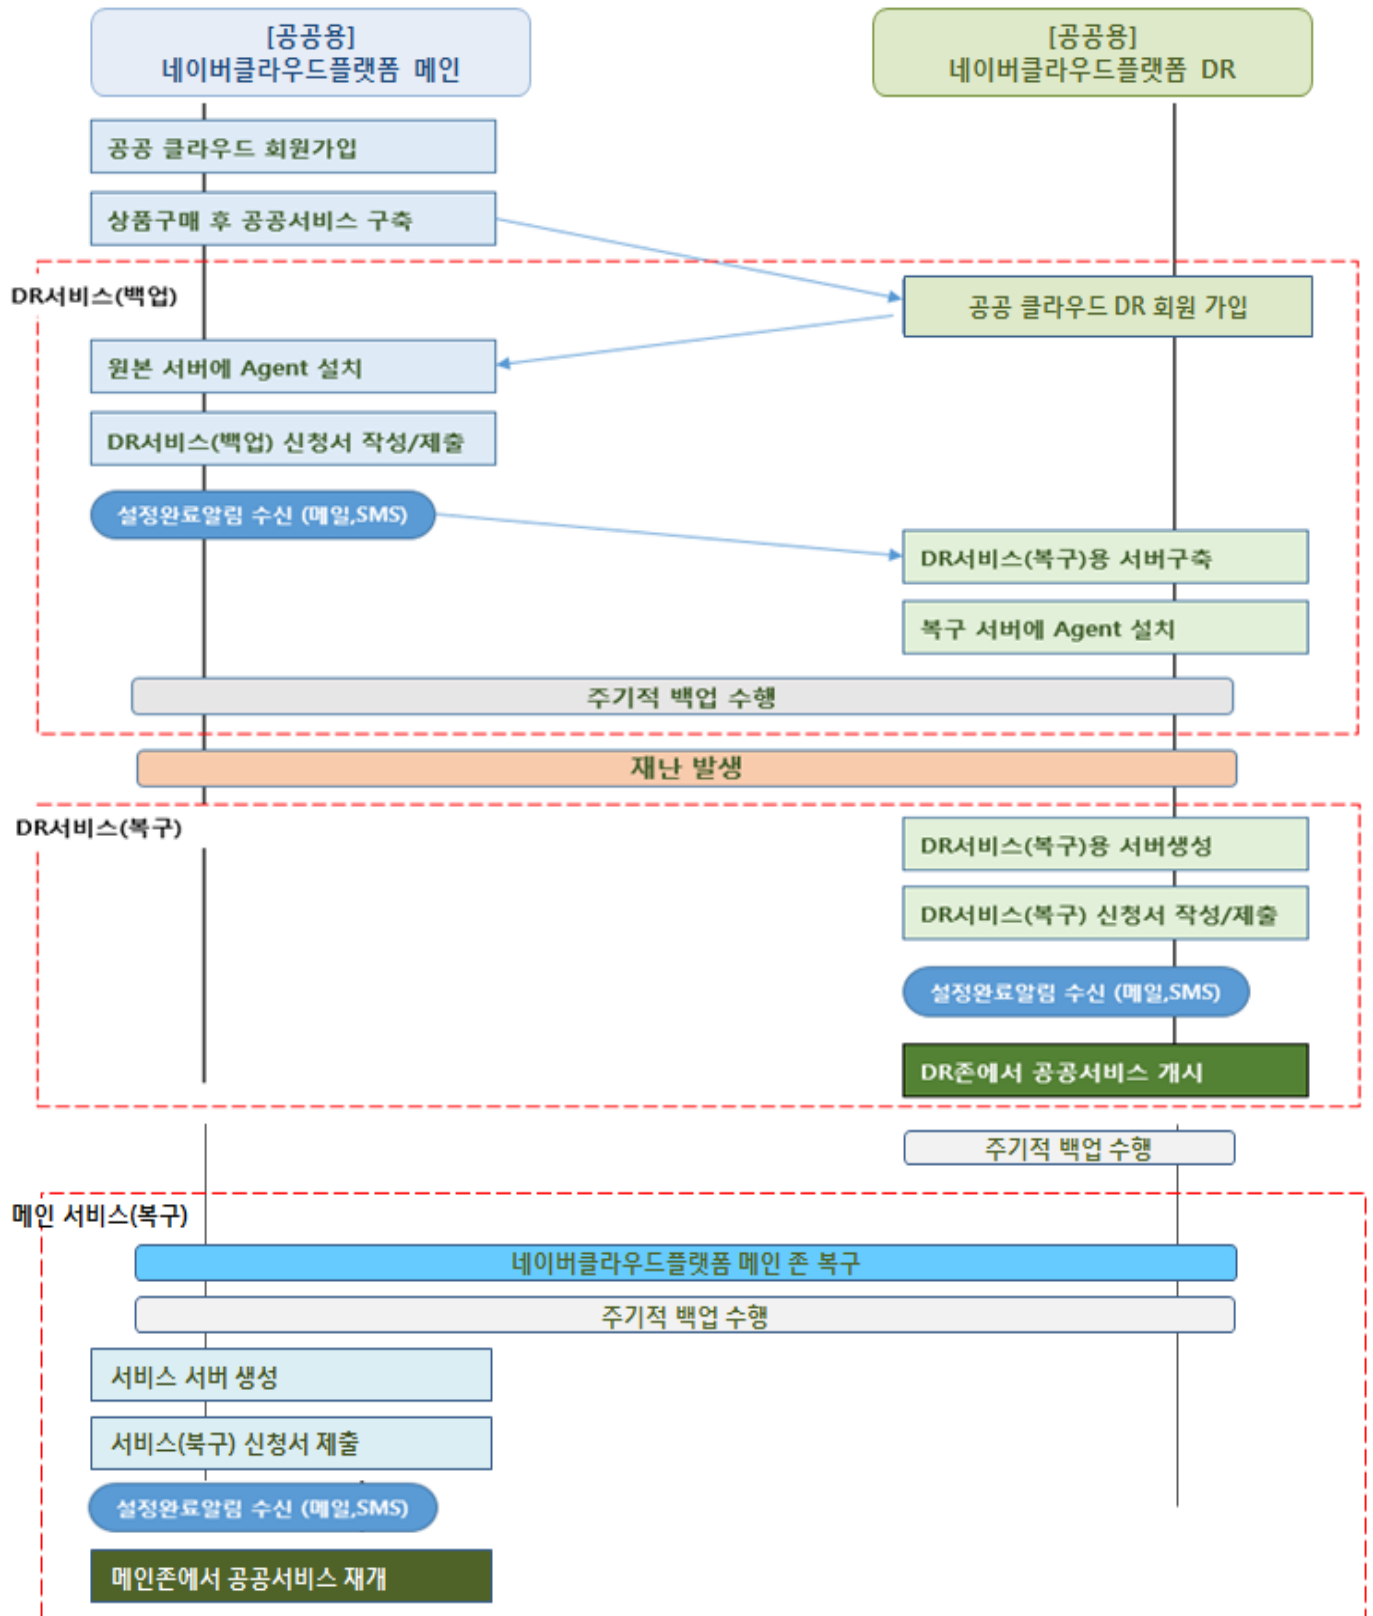 [공공용]
네이버클라우드플랫폼 메인
[공공용]
네이버클라우드플랫폼 DR
공공 클라우드 회원가입
상품구매 후 공공서비스 구축
DR서비스(백업)
공공 클라우드 DR 회원 가입
원본 서버에 Agent 설치
DR서비스(백업) 신청서 작성/제출
설정완료알림 수신 (메일,SMS)
DR서비스(복구)용 서버구축
복구 서버에 Agent 설치
주기적 백업 수행
재난 발생
DR서비스(복구)
DR서비스(복구)용 서버생성
DR서비스(복구) 신청서 작성/제출
설정완료알림 수신 (메일,SMS)
DR존에서 공공서비스 개시
주기적 백업 수행
메인 서비스(복구)
네이버클라우드플랫폼 메인 존 복구
주기적 백업 수행
서비스 서버 생성
서비스(북구) 신청서 제출
설정완료알림 수신 (메일,SMS)
메인존에서 공공서비스 재개